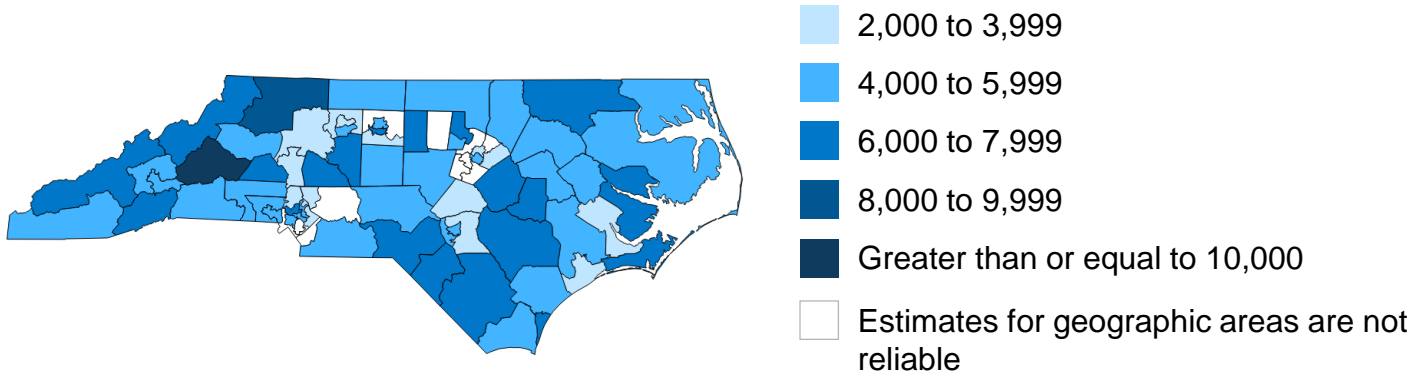 2,000 to 3,999
4,000 to 5,999
6,000 to 7,999
8,000 to 9,999
Greater than or equal to 10,000
Estimates for geographic areas are not
reliable